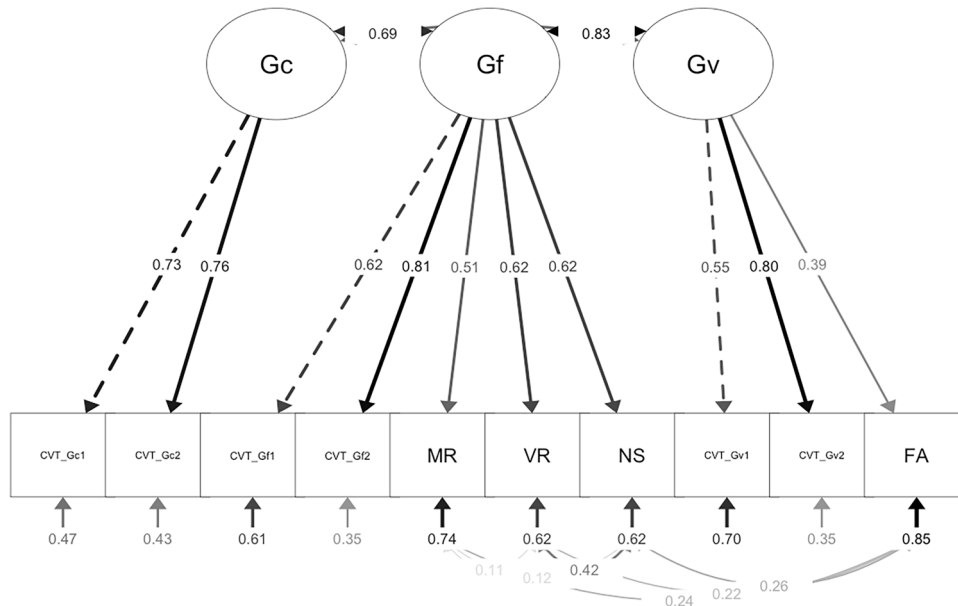 0.69 0.83
Gc Gf Gv
0.73 0.76 0.62 0.81 0.51 0.62 0.62 0.55 0.80 0.39
CVT_Gc1 CVT_Gc2 CVT_Gf1 CVT_Gf2 MR VR NS CVT_Gv1 CVT_Gv2 FA
0.47 0.43 0.61 0.35 0.74 0.62 0.62 0.70 0.35 0.85
0.11 0.12 0.42 0.24 0.22 0.26